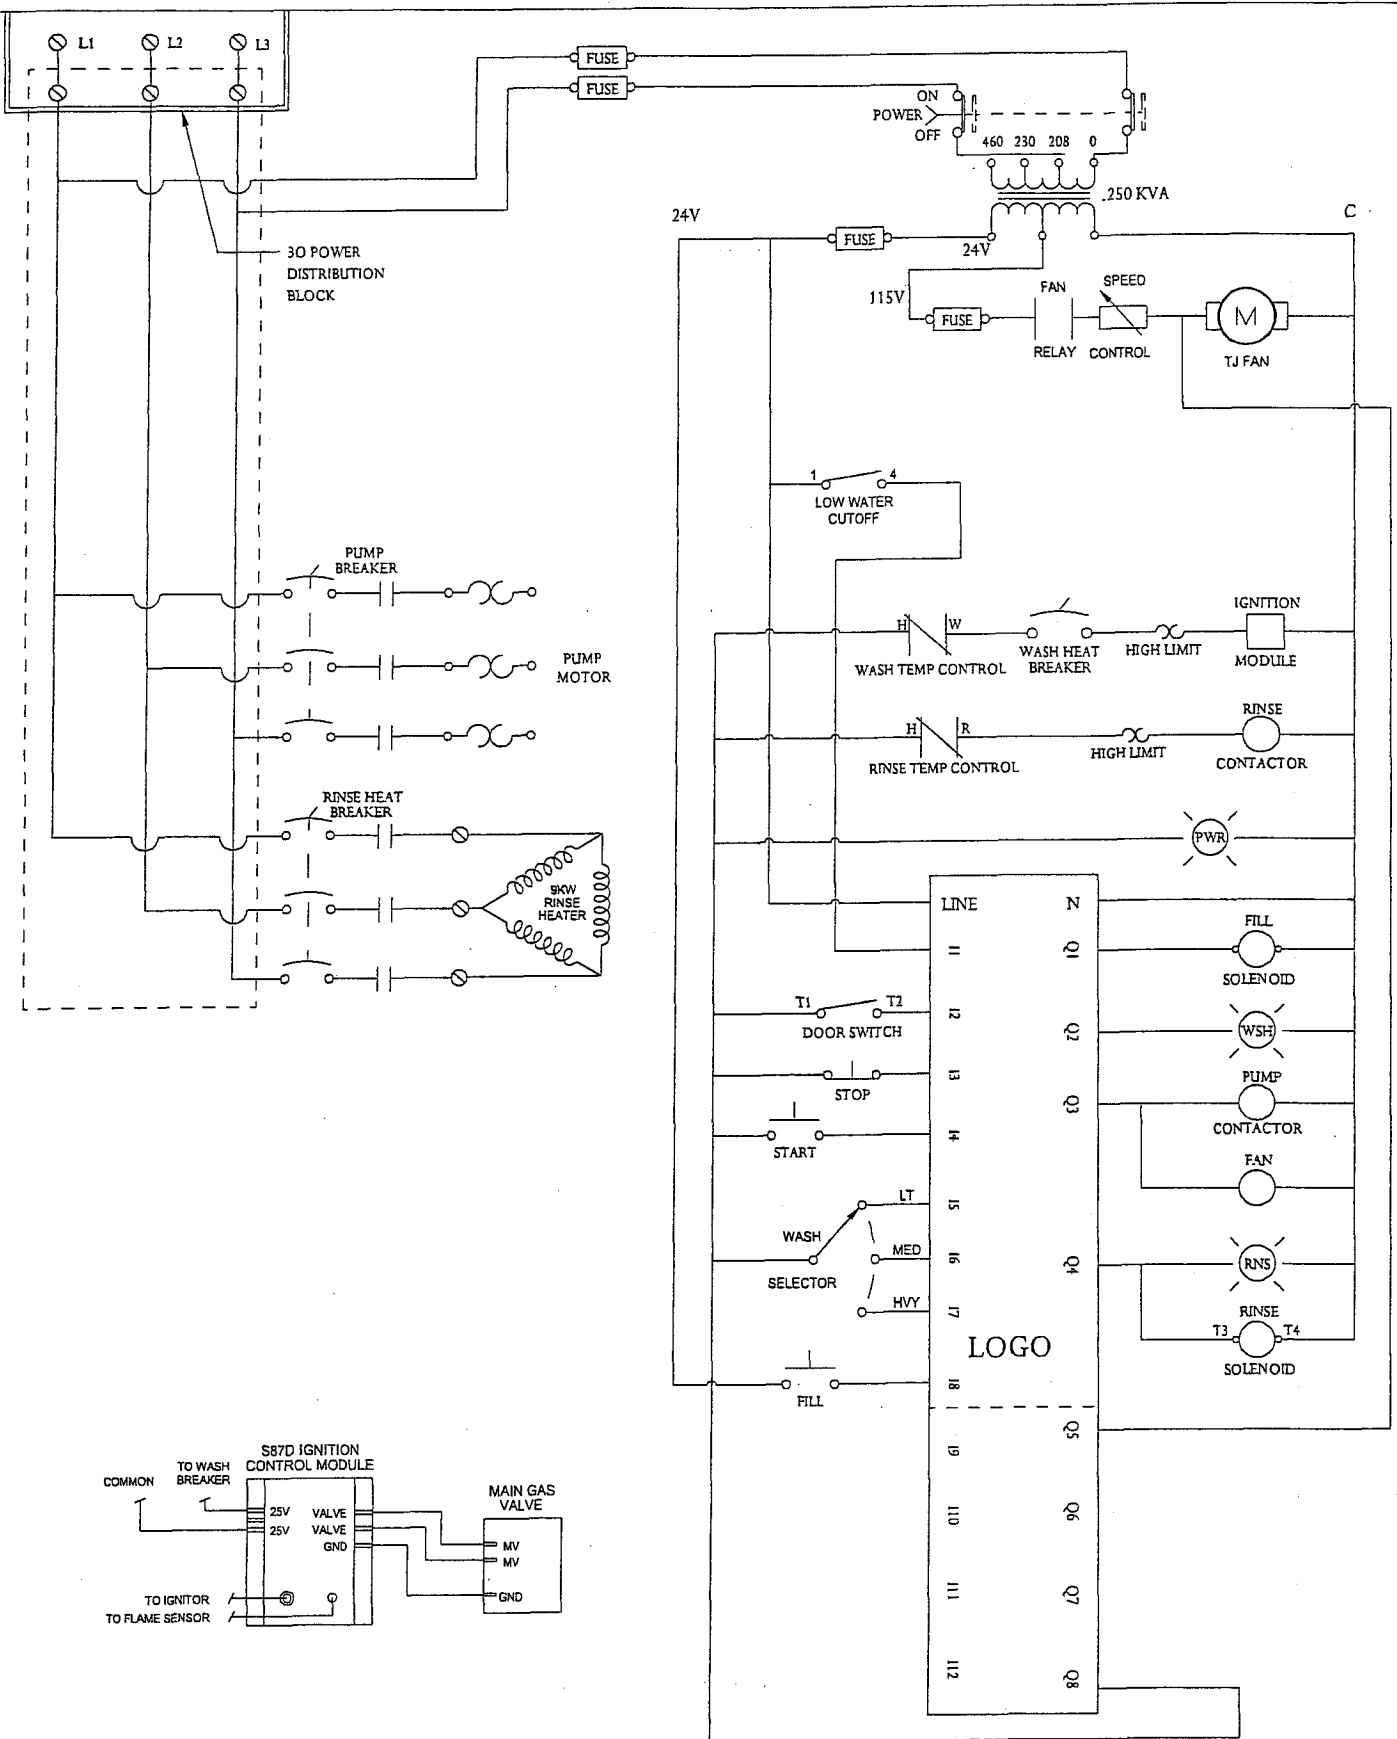 L1
L2
L3
FUSE
FUSE
ON
POWER
OFF
460 230 208 0
.250 KVA
24V
FUSE
24V
C
3O POWER
DISTRIBUTION
BLOCK
115V
FUSE
FAN
RELAY
SPEED
CONTROL
M
TJ FAN
1 4
LOW WATER
CUTOFF
PUMP
BREAKER
PUMP
MOTOR
H W
WASH TEMP CONTROL
WASH HEAT
BREAKER
HIGH LIMIT
IGNITION
MODULE
H R
RINSE TEMP CONTROL
HIGH LIMIT
RINSE
CONTACTOR
RINSE HEAT
BREAKER
9KW
RINSE
HEATER
PWR
LINE
N
I1
Q1
FILL
SOLENOID
T1 T2
DOOR SWITCH
I2
Q2
WSH
STOP
I3
Q3
PUMP
CONTACTOR
START
I4
FAN
WASH
SELECTOR
LT
I5
MED
I6
HVY
I7
Q4
RNS
RINSE
T3 T4
SOLENOID
LOGO
FILL
I8
Q5
I9
I10
Q6
I11
Q7
I12
Q8
S87D IGNITION
CONTROL MODULE
COMMON
TO WASH
BREAKER
25V
25V
VALVE
VALVE
GND
TO IGNITOR
TO FLAME SENSOR
MAIN GAS
VALVE
MV
MV
GND